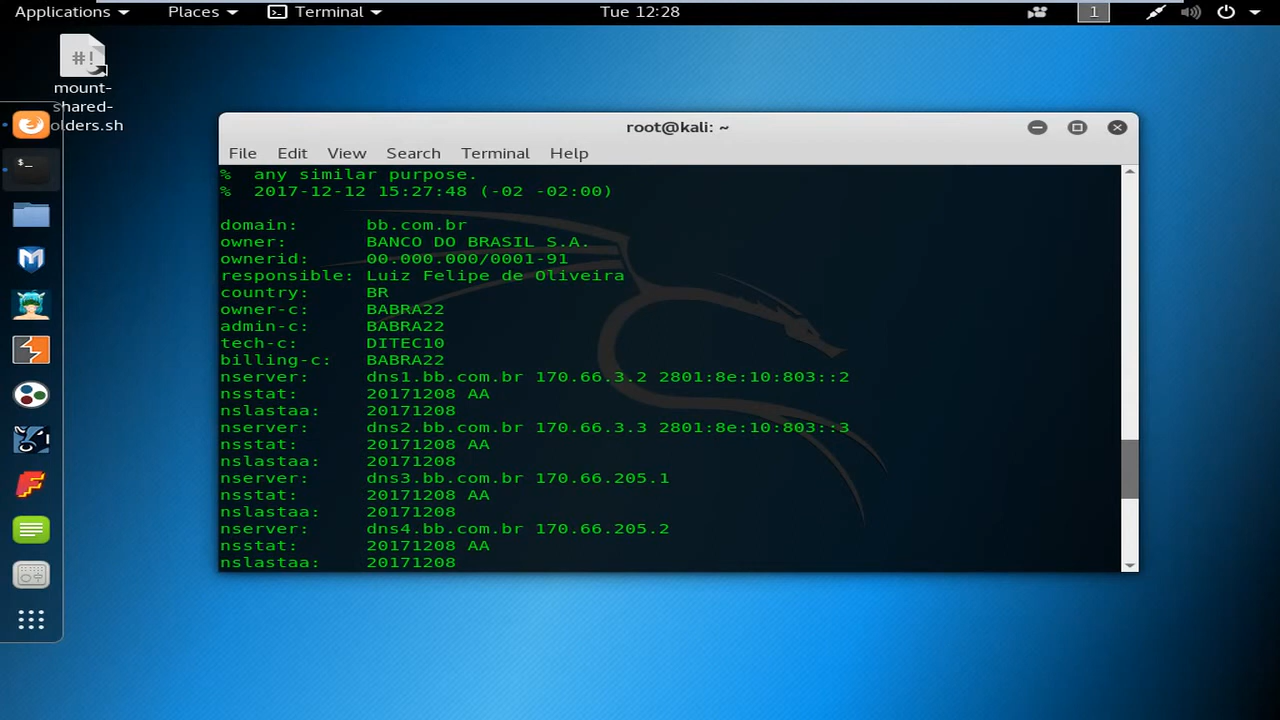 Applications Places Terminal Tue 12:28 1
#!
mount-
shared-
olders.sh
root@kali: ~
File Edit View Search Terminal Help
%  any similar purpose.
%  2017-12-12 15:27:48 (-02 -02:00)
domain:      bb.com.br
owner:       BANCO DO BRASIL S.A.
ownerid:     00.000.000/0001-91
responsible: Luiz Felipe de Oliveira
country:     BR
owner-c:     BABRA22
admin-c:     BABRA22
tech-c:      DITEC10
billing-c:   BABRA22
nserver:     dns1.bb.com.br 170.66.3.2 2801:8e:10:803::2
nsstat:      20171208 AA
nslastaa:    20171208
nserver:     dns2.bb.com.br 170.66.3.3 2801:8e:10:803::3
nsstat:      20171208 AA
nslastaa:    20171208
nserver:     dns3.bb.com.br 170.66.205.1
nsstat:      20171208 AA
nslastaa:    20171208
nserver:     dns4.bb.com.br 170.66.205.2
nsstat:      20171208 AA
nslastaa:    20171208